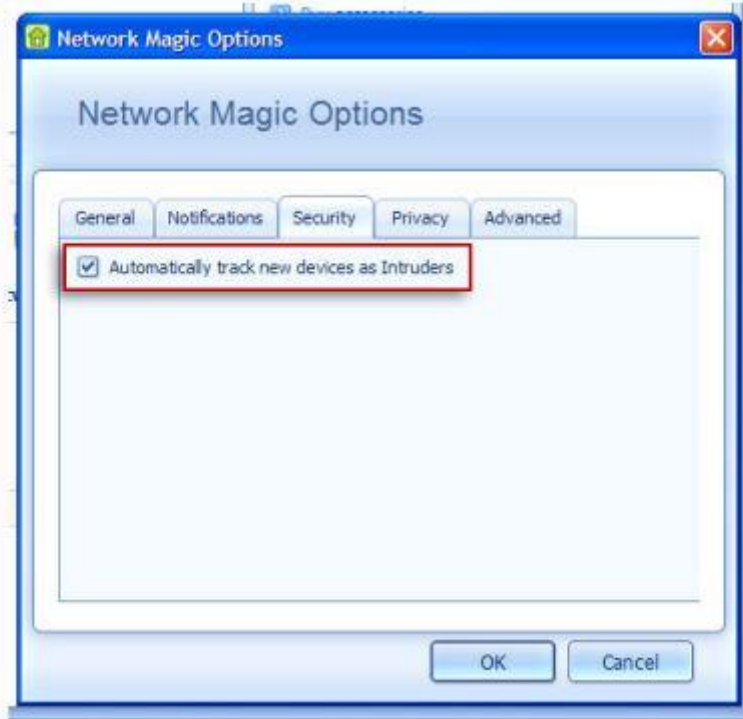 Network Magic Options
Network Magic Options
General Notifications Security Privacy Advanced
Automatically track new devices as Intruders
OK Cancel